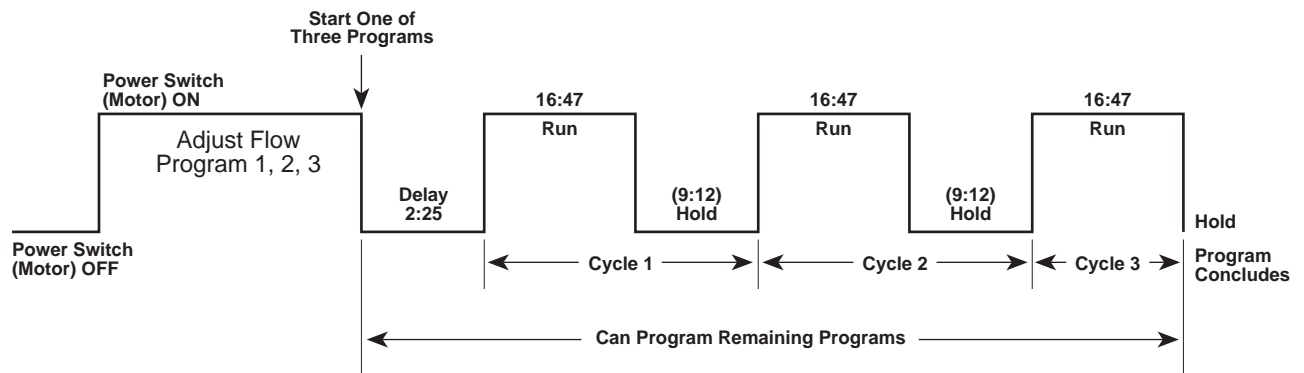 Start One of
Three Programs
Power Switch
(Motor) ON
Adjust Flow
Program 1, 2, 3
16:47
Run
16:47
Run
16:47
Run
Delay
2:25
(9:12)
Hold
(9:12)
Hold
Hold
Power Switch
(Motor) OFF
Cycle 1
Cycle 2
Cycle 3
Program
Concludes
Can Program Remaining Programs